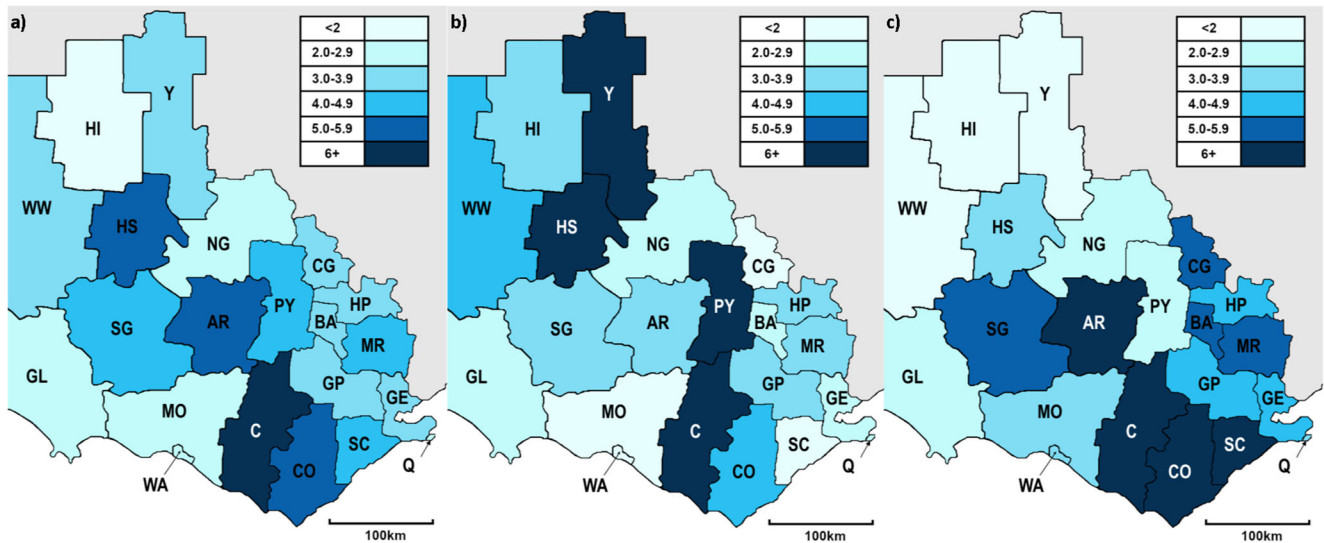 a)
<2
2.0-2.9
3.0-3.9
4.0-4.9
5.0-5.9
6+
Y
HI
WW
HS
NG
CG
HP
PY
BA
SG
AR
MR
GL
GP
GE
MO
C
SC
CO
Q
WA
100km
b)
<2
2.0-2.9
3.0-3.9
4.0-4.9
5.0-5.9
6+
Y
HI
WW
HS
NG
CG
HP
PY
BA
SG
AR
MR
GL
GP
GE
MO
C
SC
CO
Q
WA
100km
c)
<2
2.0-2.9
3.0-3.9
4.0-4.9
5.0-5.9
6+
Y
HI
WW
HS
NG
CG
HP
PY
BA
SG
AR
MR
GL
GP
GE
MO
C
SC
CO
Q
WA
100km